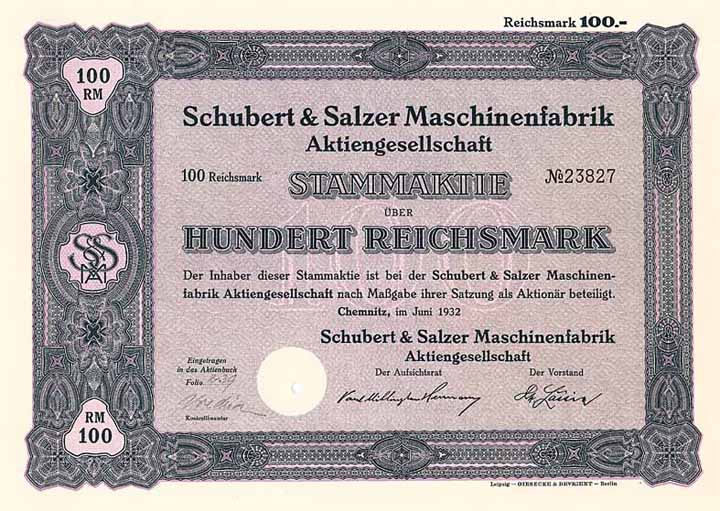 Reichsmark 100.-
100
RM
Schubert & Salzer Maschinenfabrik
Aktiengesellschaft
100 Reichsmark STAMMAKTIE №23827
ÜBER
HUNDERT REICHSMARK
Der Inhaber dieser Stammaktie ist bei der Schubert & Salzer Maschinen-
fabrik Aktiengesellschaft nach Maßgabe ihrer Satzung als Aktionär beteiligt.
Chemnitz, im Juni 1932
Schubert & Salzer Maschinenfabrik
Aktiengesellschaft
Der Aufsichtsrat Der Vorstand
Eingetragen
in das Aktienbuch
Folio
Kontrollbeamter
RM
100
Leipzig — GIESECKE & DEVRIENT — Berlin